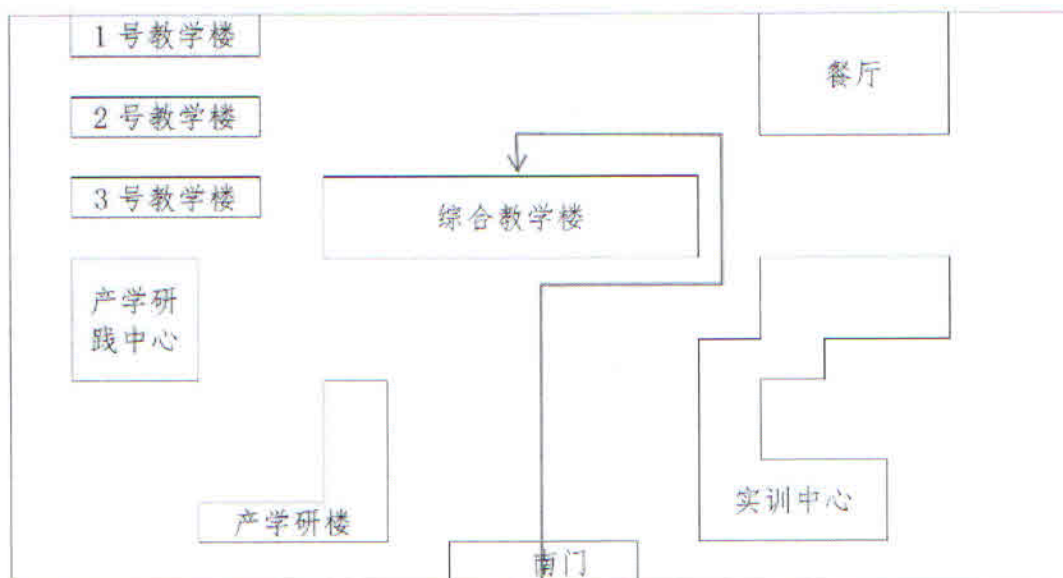 1号教学楼
餐厅
2号教学楼
3号教学楼
综合教学楼
产学研
践中心
产学研楼
实训中心
南门